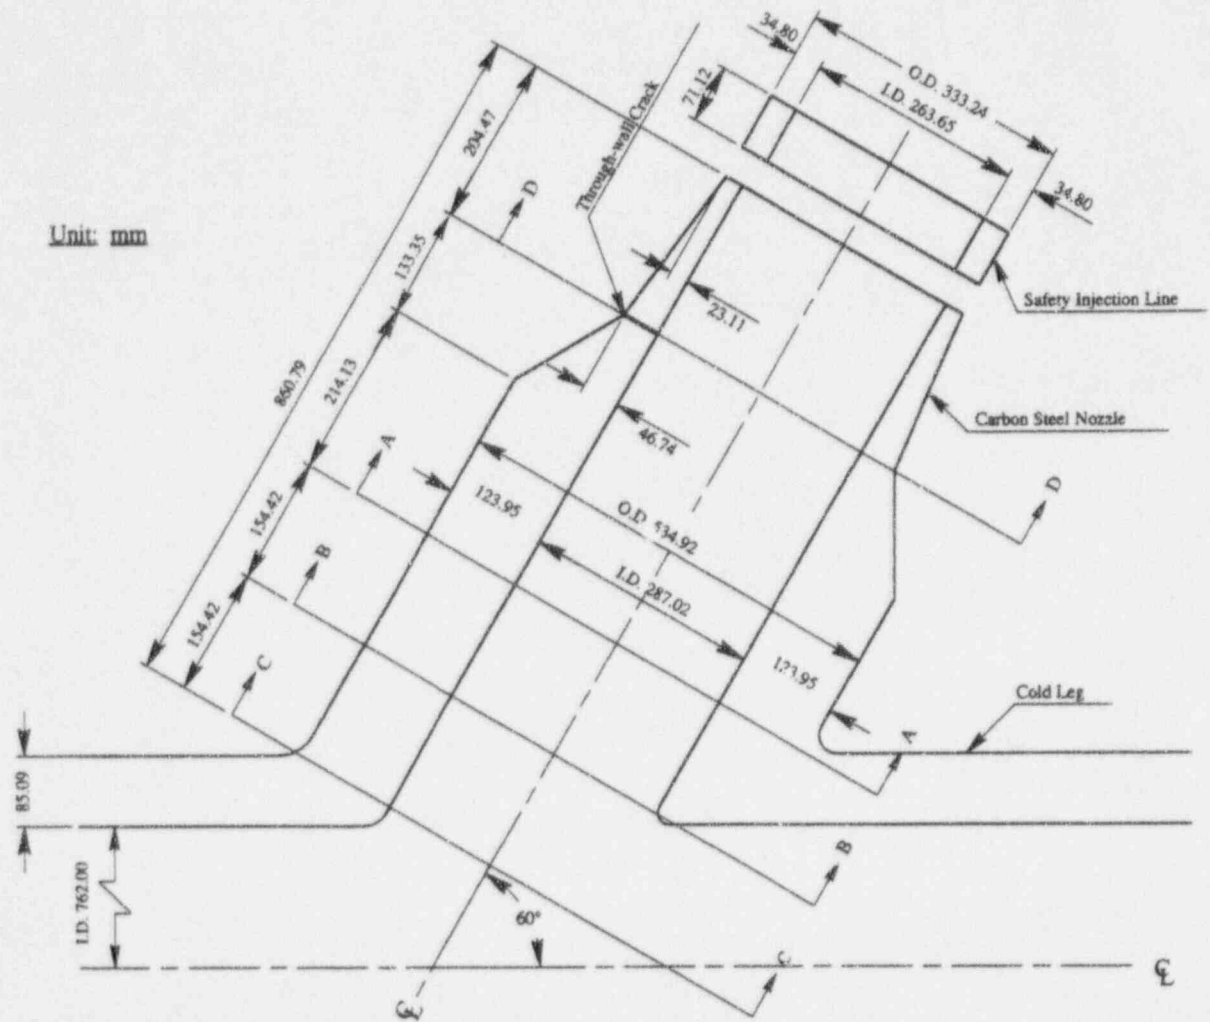 34.80
O.D. 333.24
I.D. 263.65
71.12
34.80
Through-wall Crack
204.47
D
Unit: mm
133.35
Safety Injection Line
23.11
860.79
214.13
Carbon Steel Nozzle
46.74
A
123.95
D
O.D. 534.92
154.42
B
I.D. 287.02
154.42
123.95
C
Cold Leg
A
85.09
B
I.D. 762.00
60°
C
℄
℄